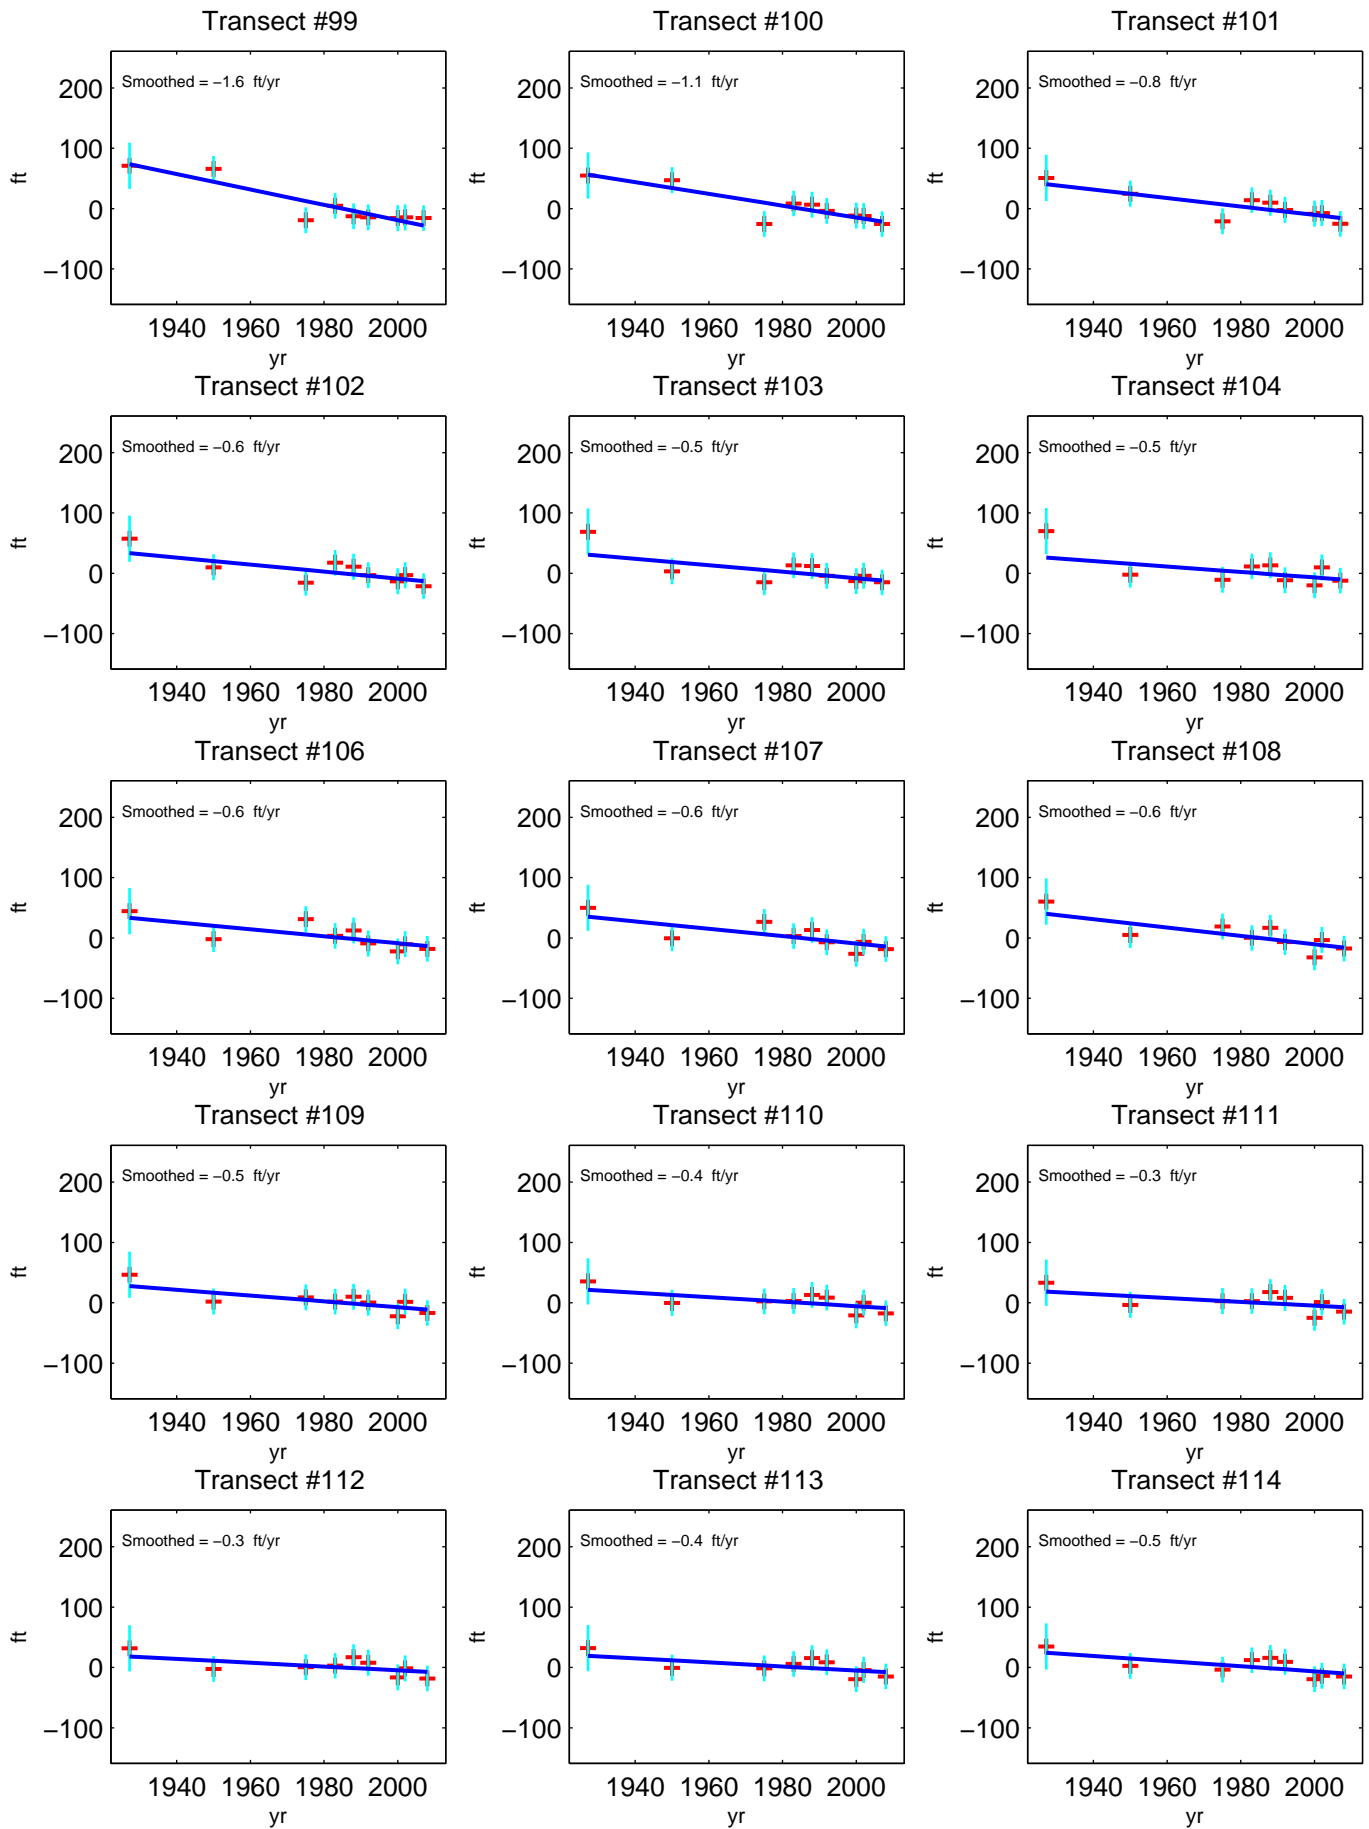 Transect #99 Transect #100 Transect #101
Smoothed = −1.6 ft/yr Smoothed = −1.1 ft/yr Smoothed = −0.8 ft/yr
200 200 200
100 100 100
ft ft ft
0 0 0
−100 −100 −100
1940 1960 1980 2000 1940 1960 1980 2000 1940 1960 1980 2000
yr yr yr
Transect #102 Transect #103 Transect #104
Smoothed = −0.6 ft/yr Smoothed = −0.5 ft/yr Smoothed = −0.5 ft/yr
200 200 200
100 100 100
ft ft ft
0 0 0
−100 −100 −100
1940 1960 1980 2000 1940 1960 1980 2000 1940 1960 1980 2000
yr yr yr
Transect #106 Transect #107 Transect #108
Smoothed = −0.6 ft/yr Smoothed = −0.6 ft/yr Smoothed = −0.6 ft/yr
200 200 200
100 100 100
ft ft ft
0 0 0
−100 −100 −100
1940 1960 1980 2000 1940 1960 1980 2000 1940 1960 1980 2000
yr yr yr
Transect #109 Transect #110 Transect #111
Smoothed = −0.5 ft/yr Smoothed = −0.4 ft/yr Smoothed = −0.3 ft/yr
200 200 200
100 100 100
ft ft ft
0 0 0
−100 −100 −100
1940 1960 1980 2000 1940 1960 1980 2000 1940 1960 1980 2000
yr yr yr
Transect #112 Transect #113 Transect #114
Smoothed = −0.3 ft/yr Smoothed = −0.4 ft/yr Smoothed = −0.5 ft/yr
200 200 200
100 100 100
ft ft ft
0 0 0
−100 −100 −100
1940 1960 1980 2000 1940 1960 1980 2000 1940 1960 1980 2000
yr yr yr